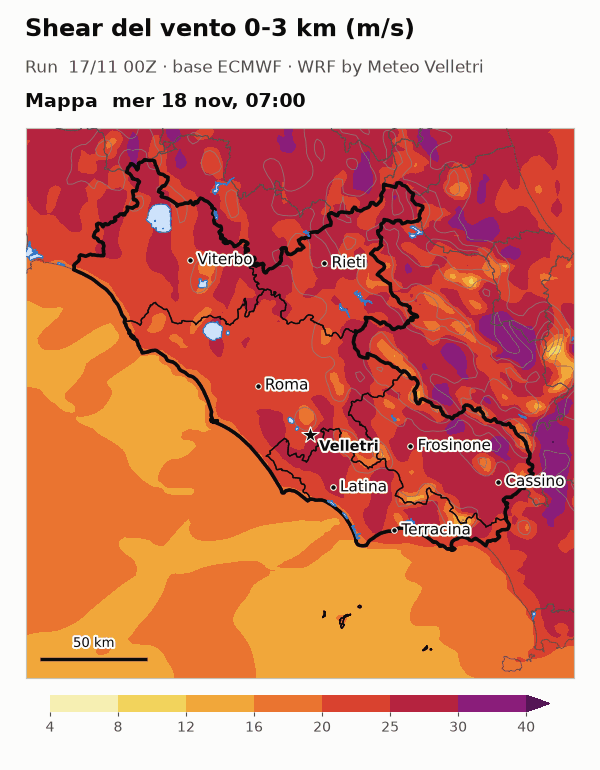 Shear del vento 0-3 km (m/s)
Run 17/11 00Z · base ECMWF · WRF by Meteo Velletri
Mappa mer 18 nov, 07:00
Viterbo
Rieti
Roma
Velletri
Frosinone
Cassino
Latina
Terracina
50 km
4 8 12 16 20 25 30 40